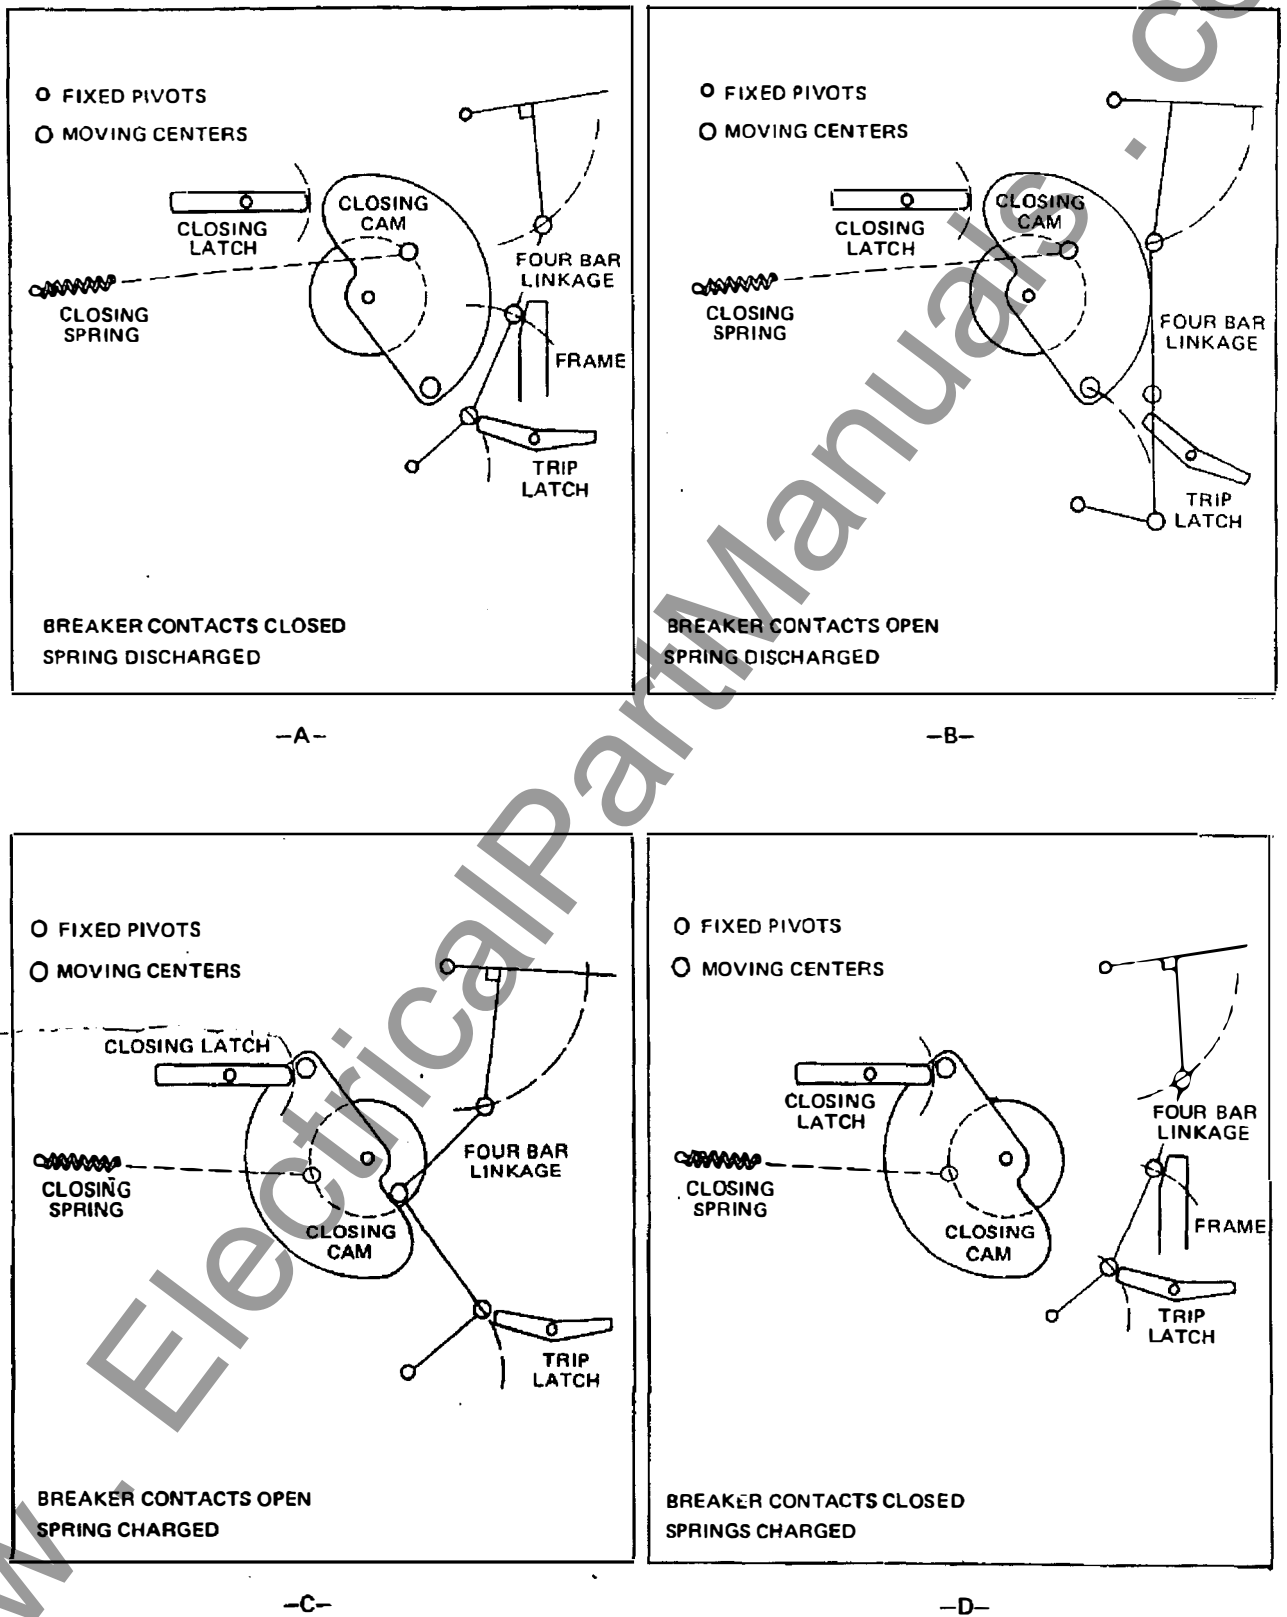 FIXED PIVOTS
MOVING CENTERS
CLOSING
CAM
CLOSING
LATCH
FOUR BAR
LINKAGE
CLOSING
SPRING
FRAME
TRIP
LATCH
BREAKER CONTACTS CLOSED
SPRING DISCHARGED
–A–
FIXED PIVOTS
MOVING CENTERS
CLOSING
CAM
CLOSING
LATCH
CLOSING
SPRING
FOUR BAR
LINKAGE
TRIP
LATCH
BREAKER CONTACTS OPEN
SPRING DISCHARGED
–B–
FIXED PIVOTS
MOVING CENTERS
CLOSING LATCH
FOUR BAR
LINKAGE
CLOSING
SPRING
CLOSING
CAM
TRIP
LATCH
BREAKER CONTACTS OPEN
SPRING CHARGED
–C–
FIXED PIVOTS
MOVING CENTERS
CLOSING
LATCH
FOUR BAR
LINKAGE
CLOSING
SPRING
FRAME
CLOSING
CAM
TRIP
LATCH
BREAKER CONTACTS CLOSED
SPRINGS CHARGED
–D–
w . ElectricalPartManuals . co